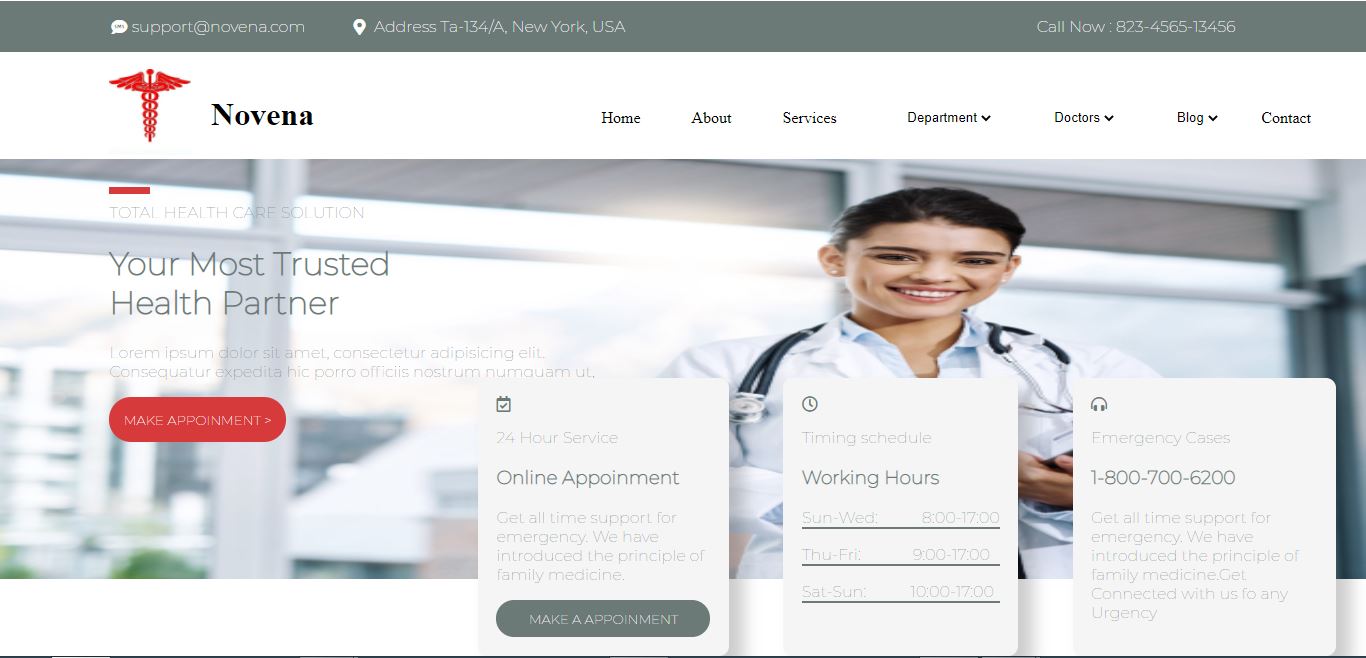 support@novena.com
Address Ta-134/A, New York, USA
Call Now : 823-4565-13456
Novena
Home
About
Services
Department
Doctors
Blog
Contact
TOTAL HEALTH CARE SOLUTION
Your Most Trusted
Health Partner
Lorem ipsum dolor sit amet, consectetur adipisicing elit.
Consequatur expedita hic porro officiis nostrum numquam ut,
MAKE APPOINMENT >
24 Hour Service
Online Appoinment
Get all time support for
emergency. We have
introduced the principle of
family medicine.
MAKE A APPOINMENT
Timing schedule
Working Hours
Sun-Wed: 8:00-17:00
Thu-Fri: 9:00-17:00
Sat-Sun: 10:00-17:00
Emergency Cases
1-800-700-6200
Get all time support for
emergency. We have
introduced the principle of
family medicine.Get
Connected with us fo any
Urgency